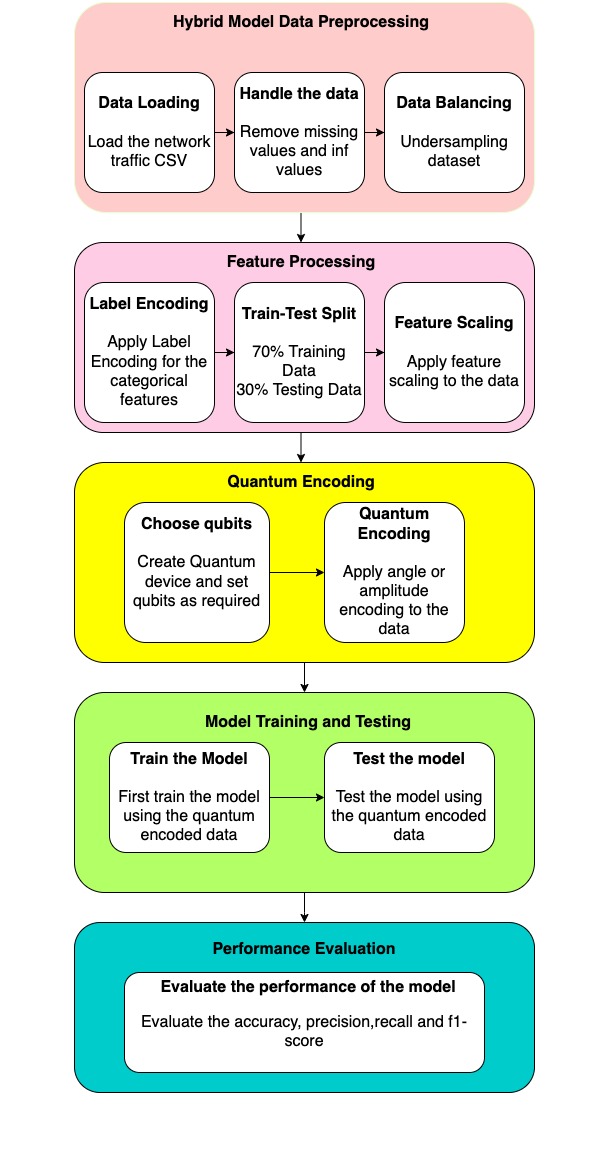 Hybrid Model Data Preprocessing
Data Loading
Load the network
traffic CSV
Handle the data
Remove missing
values and inf
values
Data Balancing
Undersampling
dataset
Feature Processing
Label Encoding
Apply Label
Encoding for the
categorical
features
Train-Test Split
70% Training
Data
30% Testing Data
Feature Scaling
Apply feature
scaling to the data
Quantum Encoding
Choose qubits
Create Quantum
device and set
qubits as required
Quantum
Encoding
Apply angle or
amplitude
encoding to the
data
Model Training and Testing
Train the Model
First train the model
using the quantum
encoded data
Test the model
Test the model using
the quantum encoded
data
Performance Evaluation
Evaluate the performance of the model
Evaluate the accuracy, precision,recall and f1-
score